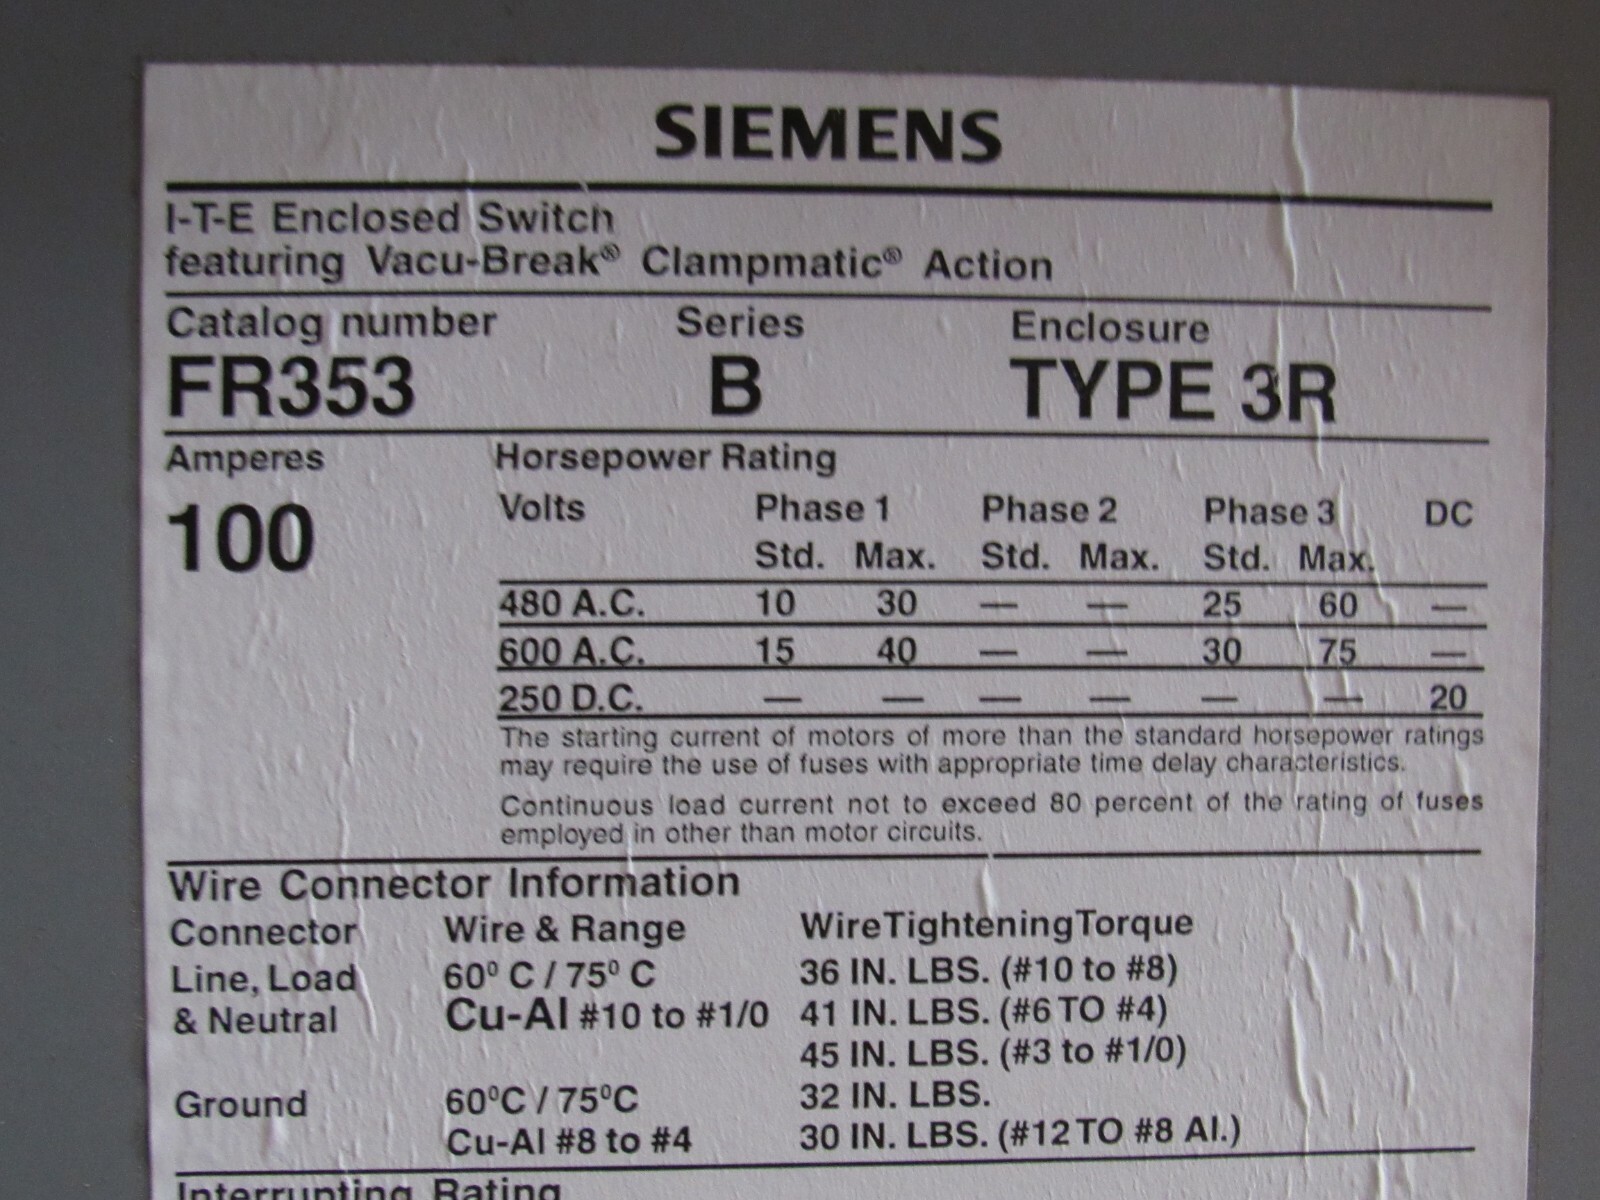 SIEMENS
I-T-E Enclosed Switch
featuring Vacu-Break® Clampmatic® Action
Catalog number Series Enclosure
FR353 B TYPE 3R
Amperes Horsepower Rating
100
Volts Phase 1 Phase 2 Phase 3 DC
Std. Max. Std. Max. Std. Max.
480 A.C. 10 30 — — 25 60 —
600 A.C. 15 40 — — 30 75 —
250 D.C. — — — — — — 20
The starting current of motors of more than the standard horsepower ratings
may require the use of fuses with appropriate time delay characteristics.
Continuous load current not to exceed 80 percent of the rating of fuses
employed in other than motor circuits.
Wire Connector Information
Connector Wire & Range WireTighteningTorque
Line, Load 60⁰ C / 75⁰ C 36 IN. LBS. (#10 to #8)
& Neutral Cu-Al #10 to #1/0 41 IN. LBS. (#6 TO #4)
45 IN. LBS. (#3 to #1/0)
Ground 60⁰C / 75⁰C 32 IN. LBS.
Cu-Al #8 to #4 30 IN. LBS. (#12 TO #8 Al.)
Interrupting Rating